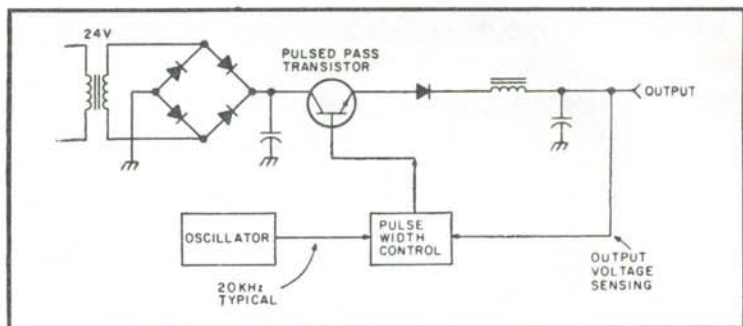 24V
PULSED PASS
TRANSISTOR
OUTPUT
OSCILLATOR
PULSE
WIDTH
CONTROL
20KHz
TYPICAL
OUTPUT
VOLTAGE
SENSING